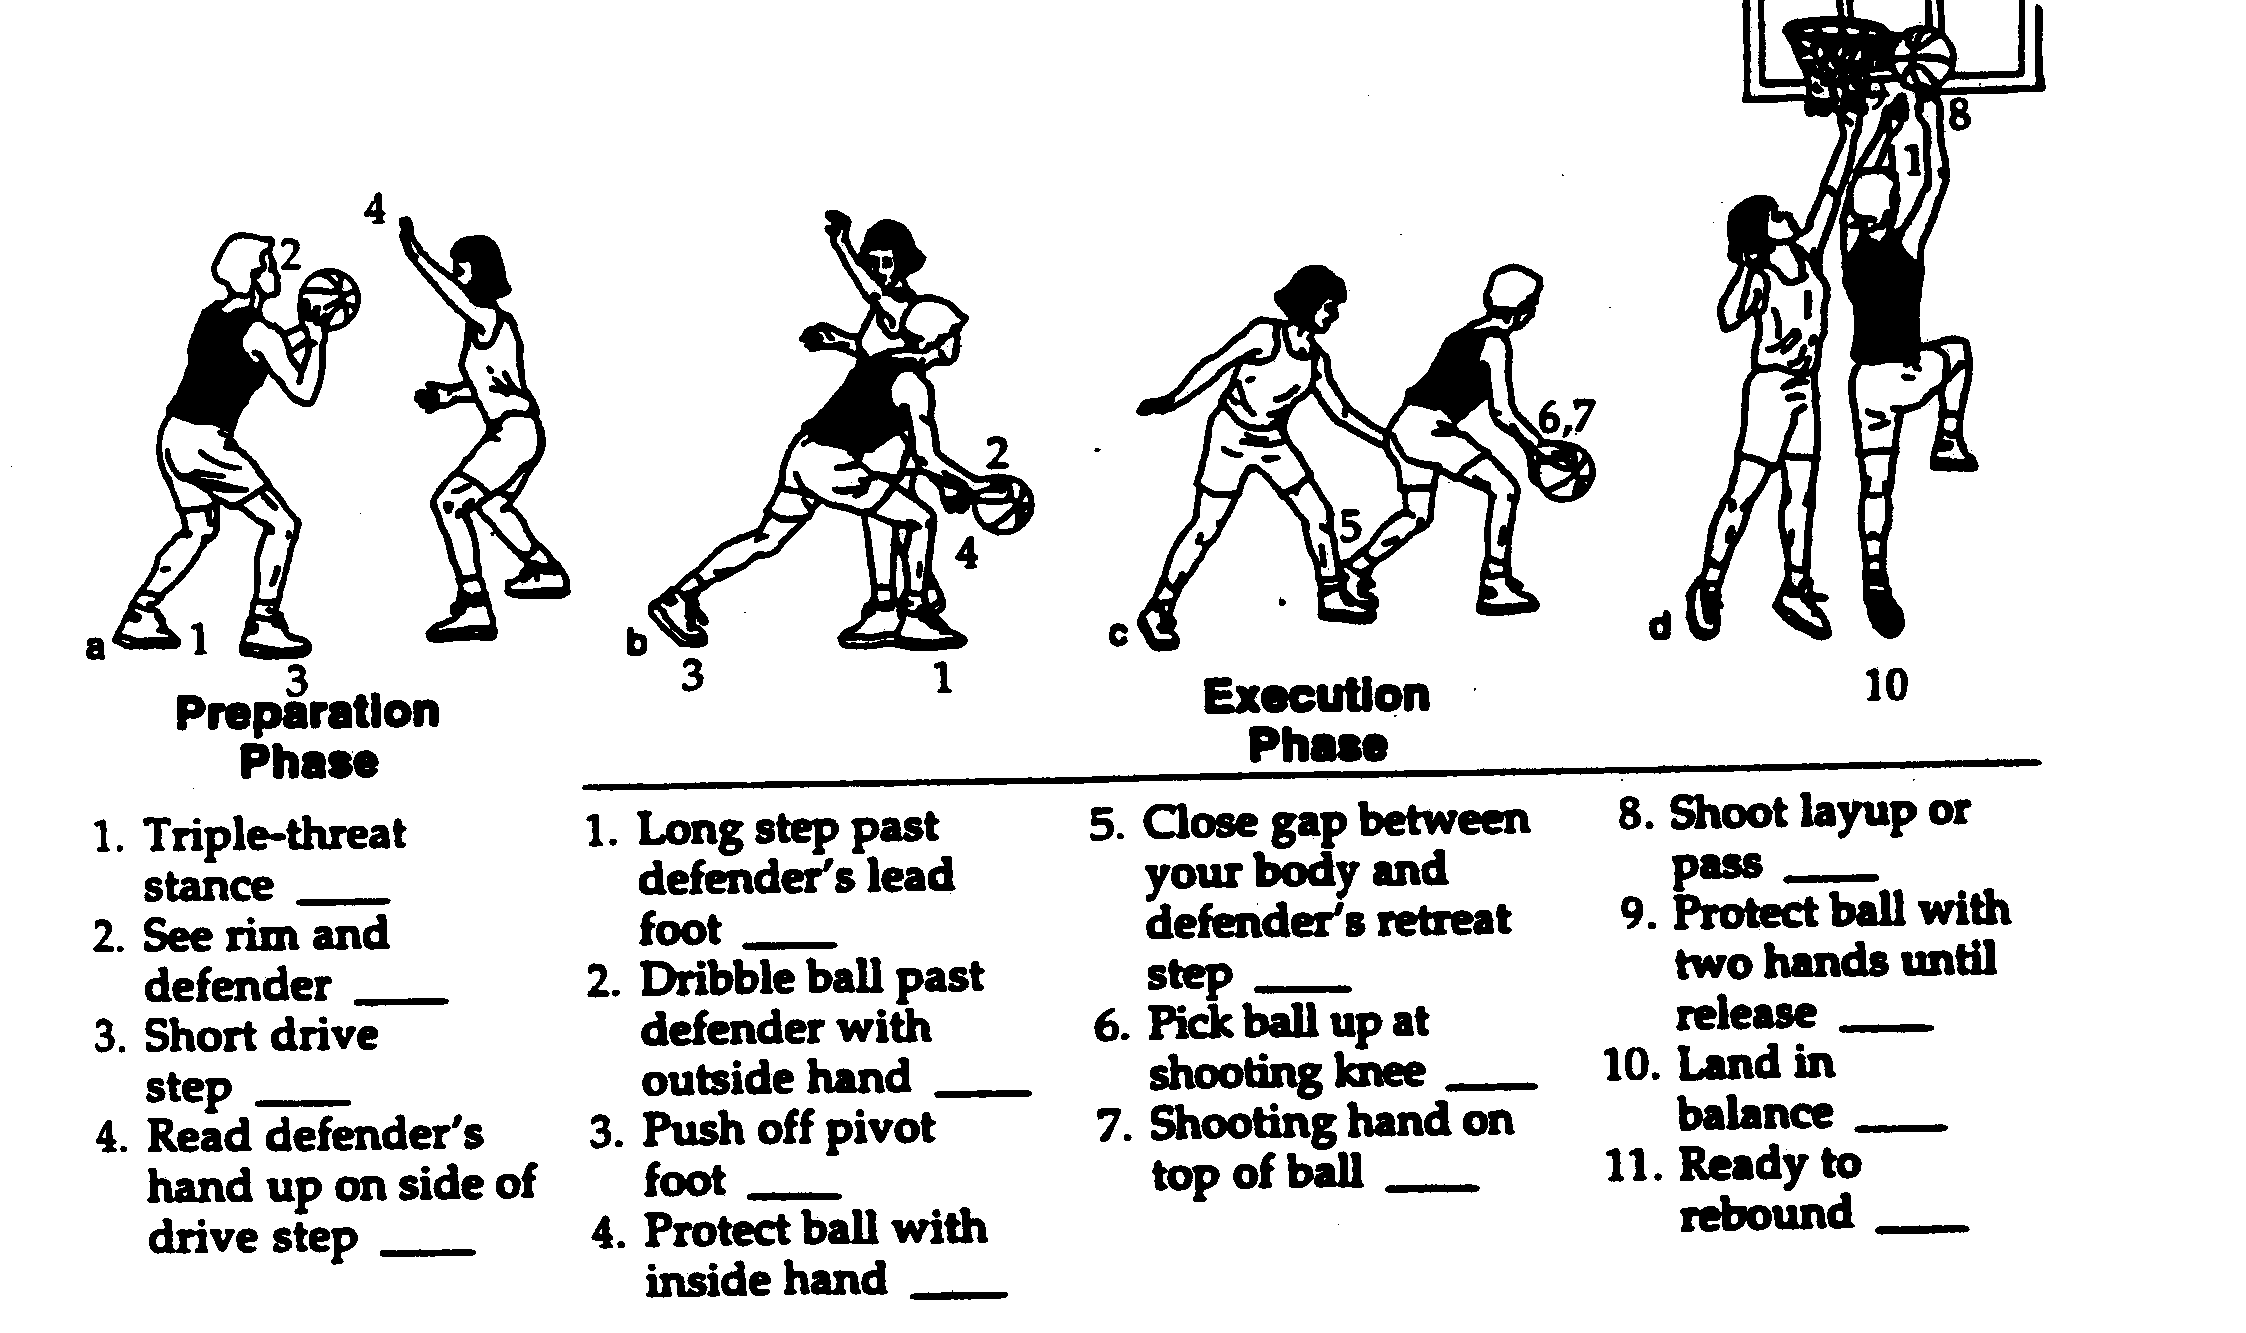 8
1
4
2
2
4
6,7
5
a
1
3
b
3
1
c
d
10
Preparation
Phase
Execution
Phase
1. Triple-threat
stance ____
2. See rim and
defender ____
3. Short drive
step ____
4. Read defender's
hand up on side of
drive step ____
1. Long step past
defender's lead
foot ____
2. Dribble ball past
defender with
outside hand ____
3. Push off pivot
foot ____
4. Protect ball with
inside hand ____
5. Close gap between
your body and
defender's retreat
step ____
6. Pick ball up at
shooting knee ____
7. Shooting hand on
top of ball ____
8. Shoot layup or
pass ____
9. Protect ball with
two hands until
release ____
10. Land in
balance ____
11. Ready to
rebound ____